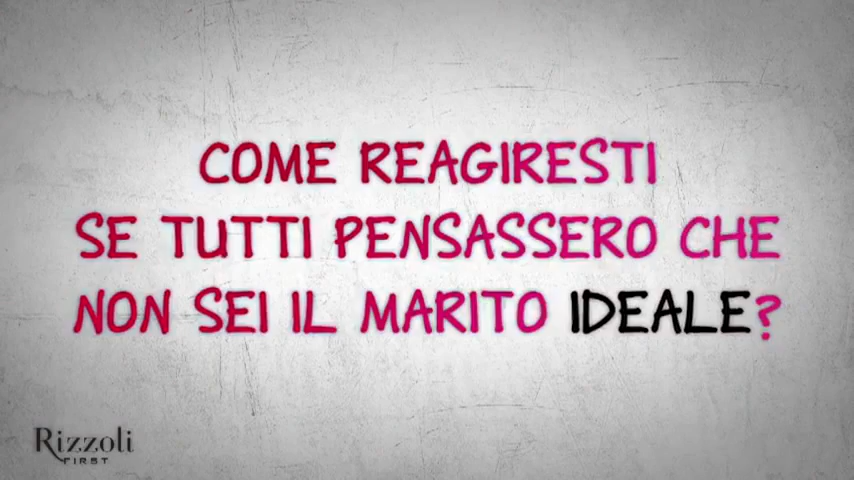 COME REAGIRESTI
SE TUTTI PENSASSERO CHE
NON SEI IL MARITO IDEALE?
Rizzoli
FIRST